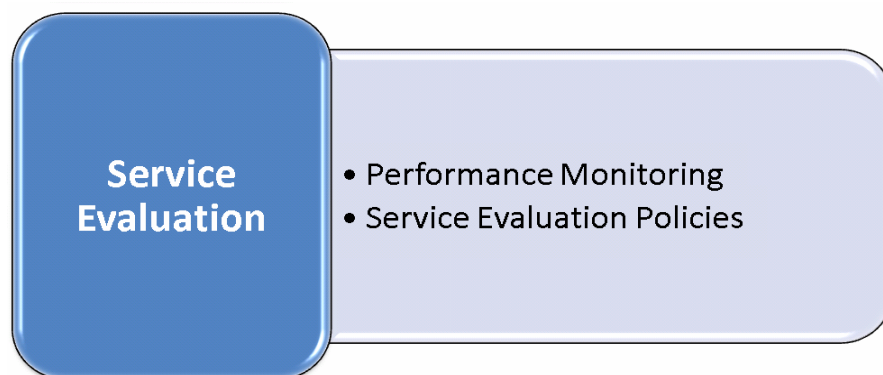 Service
Evaluation
• Performance Monitoring
• Service Evaluation Policies